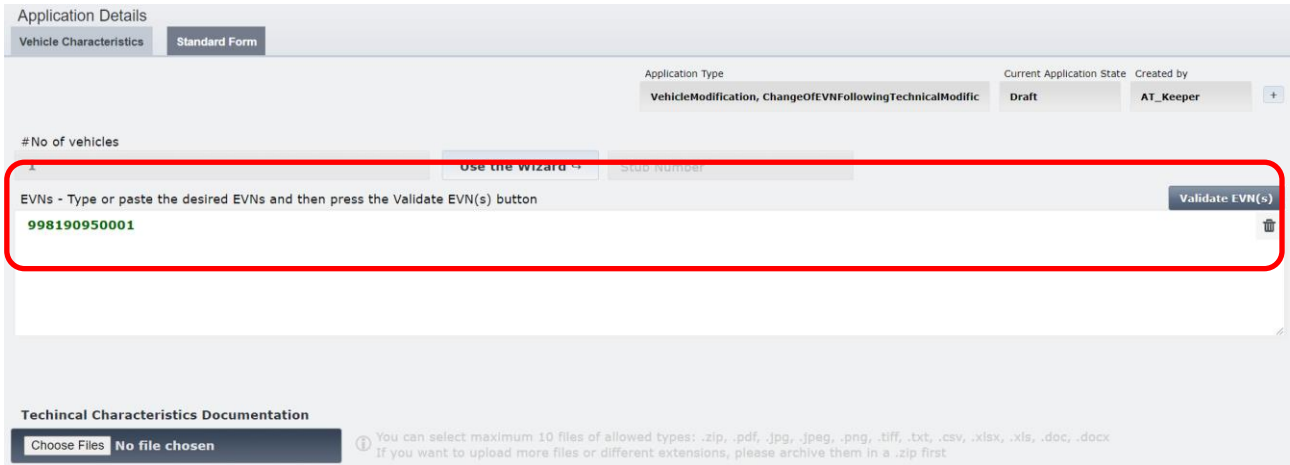 Application Details
Vehicle Characteristics Standard Form
Application Type Current Application State Created by
VehicleModification, ChangeOfEVNFollowingTechnicalModific Draft AT_Keeper +
#No of vehicles
1 Use the Wizard Stub Number
EVNs - Type or paste the desired EVNs and then press the Validate EVN(s) button Validate EVN(s)
998190950001
Techincal Characteristics Documentation
Choose Files No file chosen
You can select maximum 10 files of allowed types: .zip, .pdf, .jpg, .jpeg, .png, .tiff, .txt, .csv, .xlsx, .xls, .doc, .docx
If you want to upload more files or different extensions, please archive them in a .zip first